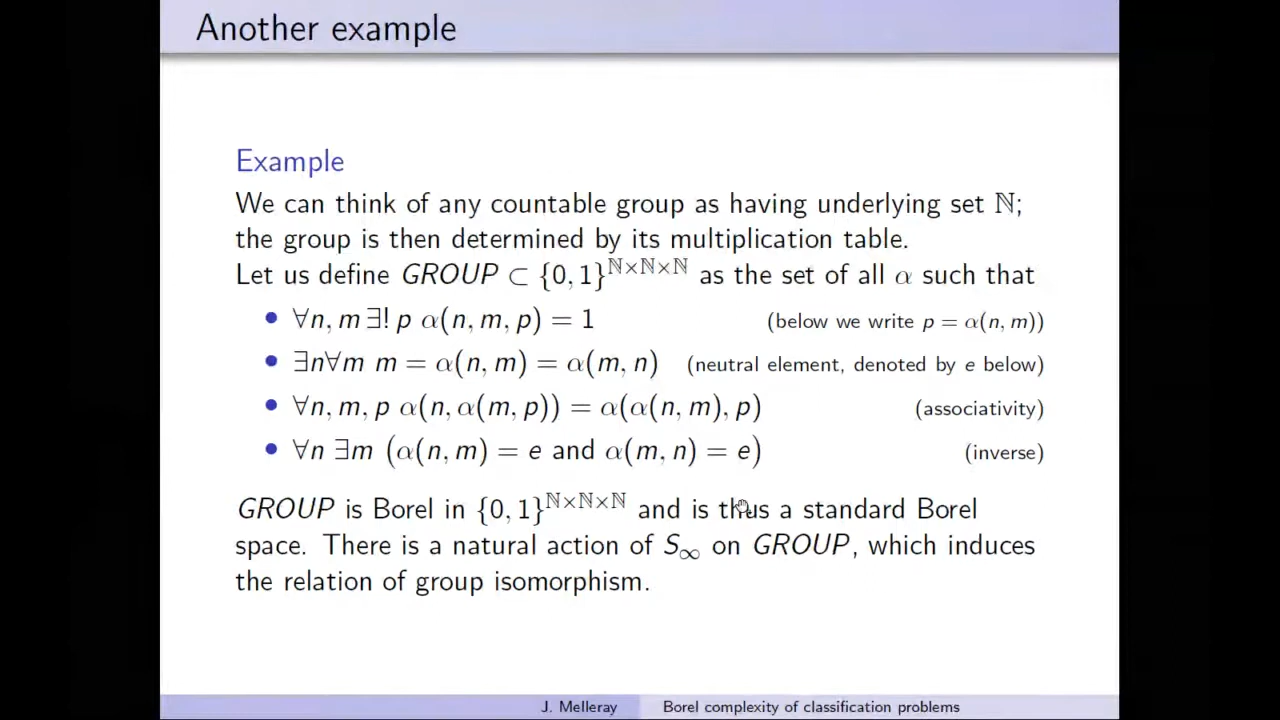 Another example
Example
We can think of any countable group as having underlying set ℕ;
the group is then determined by its multiplication table.
Let us define GROUP ⊂ {0, 1}^ℕ×ℕ×ℕ as the set of all α such that
• ∀n, m ∃! p α(n, m, p) = 1 (below we write p = α(n, m))
• ∃n∀m m = α(n, m) = α(m, n) (neutral element, denoted by e below)
• ∀n, m, p α(n, α(m, p)) = α(α(n, m), p) (associativity)
• ∀n ∃m (α(n, m) = e and α(m, n) = e) (inverse)
GROUP is Borel in {0, 1}^ℕ×ℕ×ℕ and is thus a standard Borel
space. There is a natural action of S_∞ on GROUP, which induces
the relation of group isomorphism.
J. Melleray Borel complexity of classification problems